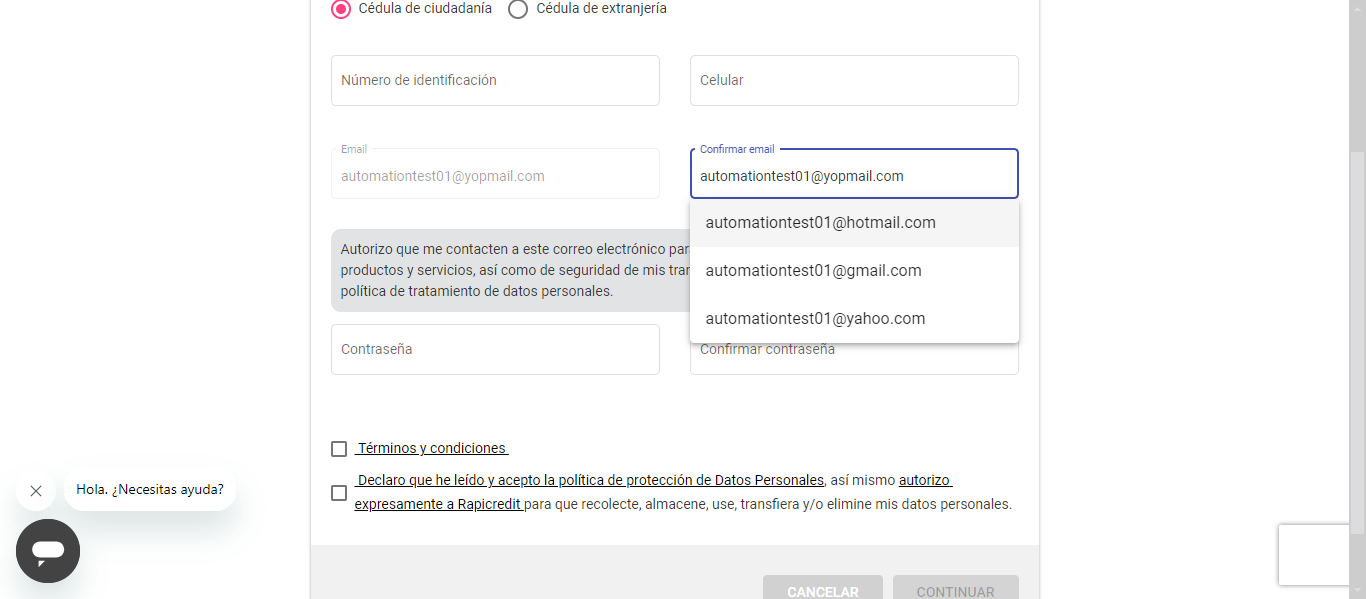 Cédula de ciudadanía
Cédula de extranjería
Número de identificación
Celular
Email
automationtest01@yopmail.com
Confirmar email
automationtest01@yopmail.com
automationtest01@hotmail.com
automationtest01@gmail.com
automationtest01@yahoo.com
Autorizo que me contacten a este correo electrónico
productos y servicios, así como de seguridad de mis
política de tratamiento de datos personales.
Contraseña
Confirmar contraseña
Términos y condiciones
Declaro que he leído y acepto la política de protección de Datos Personales, así mismo autorizo
expresamente a Rapicredit para que recolecte, almacene, use, transfiera y/o elimine mis datos personales.
Hola. ¿Necesitas ayuda?
CANCELAR
CONTINUAR